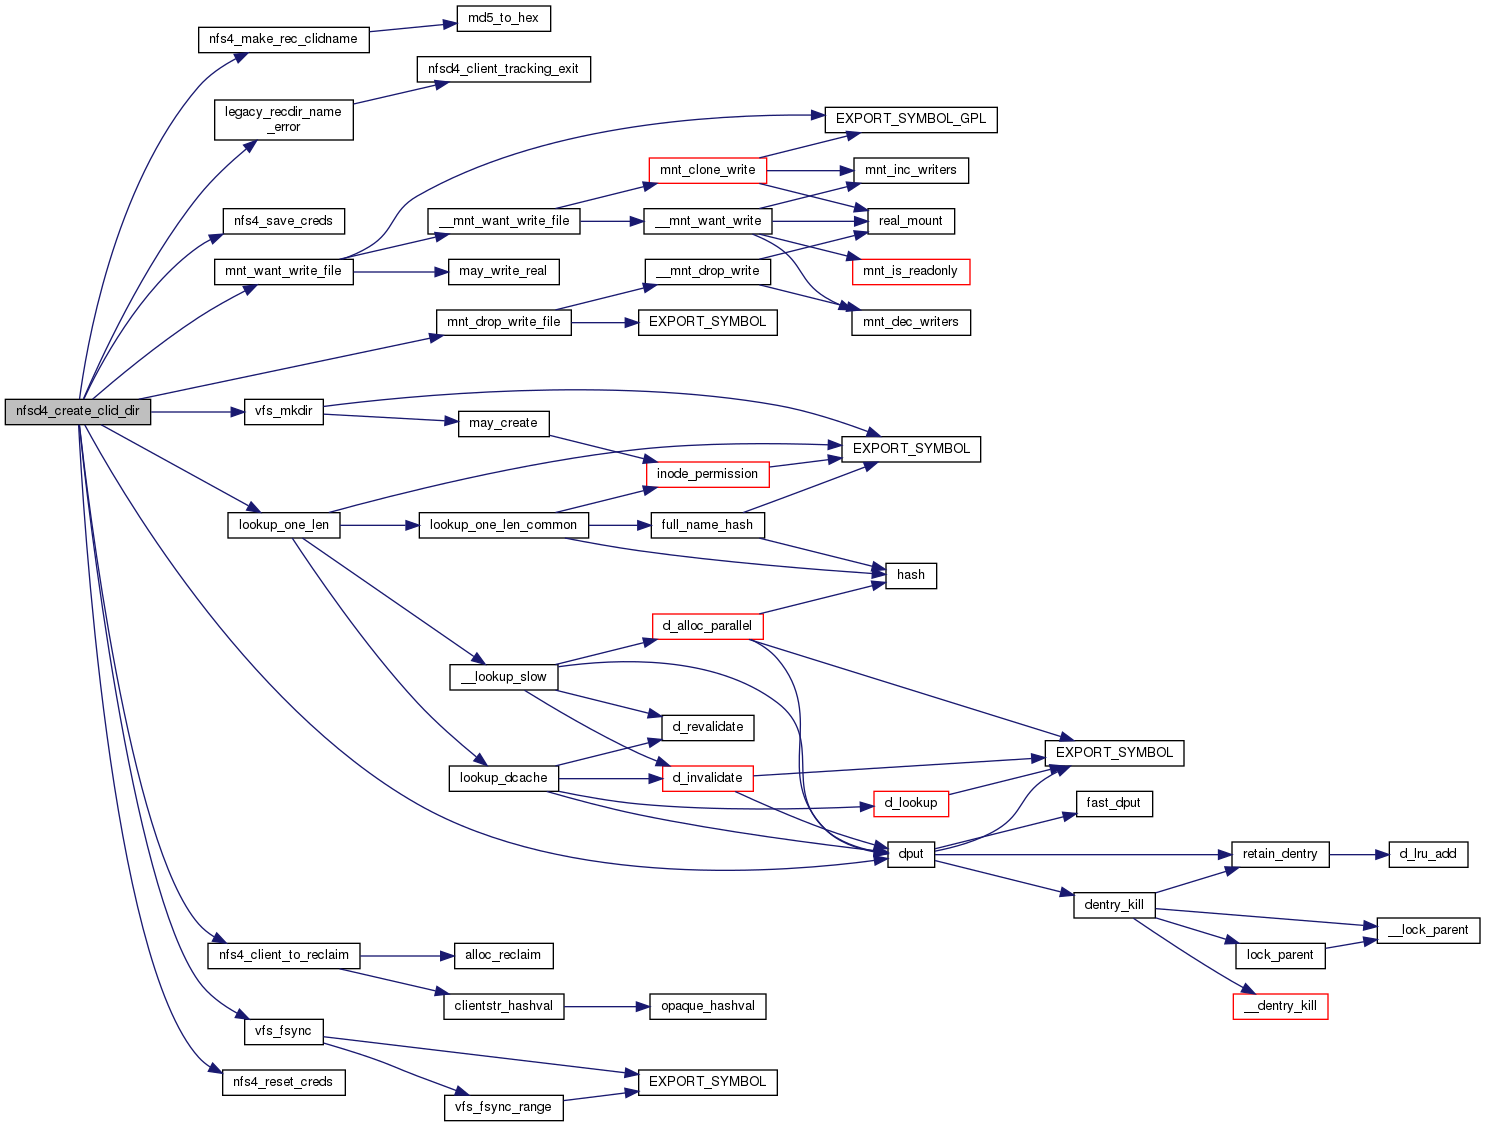 md5_to_hex
nfs4_make_rec_clidname
nfsd4_client_tracking_exit
legacy_recdir_name
_error
EXPORT_SYMBOL_GPL
mnt_clone_write
mnt_inc_writers
nfs4_save_creds
__mnt_want_write_file
__mnt_want_write
real_mount
mnt_want_write_file
may_write_real
__mnt_drop_write
mnt_is_readonly
mnt_drop_write_file
EXPORT_SYMBOL
mnt_dec_writers
nfsd4_create_clid_dir
vfs_mkdir
may_create
EXPORT_SYMBOL
inode_permission
lookup_one_len
lookup_one_len_common
full_name_hash
hash
d_alloc_parallel
__lookup_slow
d_revalidate
EXPORT_SYMBOL
lookup_dcache
d_invalidate
d_lookup
fast_dput
dput
retain_dentry
d_lru_add
dentry_kill
__lock_parent
nfs4_client_to_reclaim
alloc_reclaim
lock_parent
clientstr_hashval
opaque_hashval
__dentry_kill
vfs_fsync
nfs4_reset_creds
EXPORT_SYMBOL
vfs_fsync_range